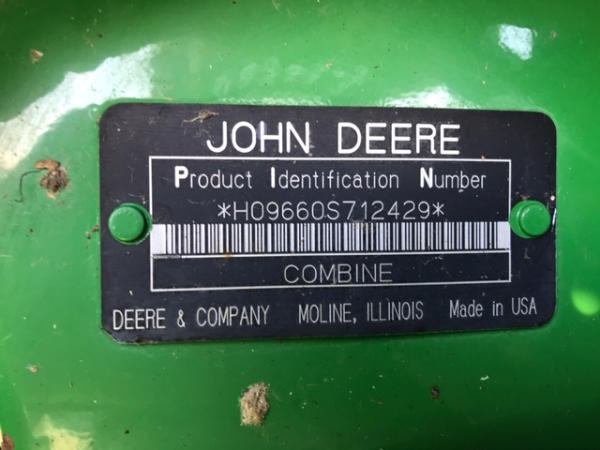 JOHN DEERE
Product Identification Number
*H09660S712429*
COMBINE
DEERE & COMPANY MOLINE, ILLINOIS Made in USA